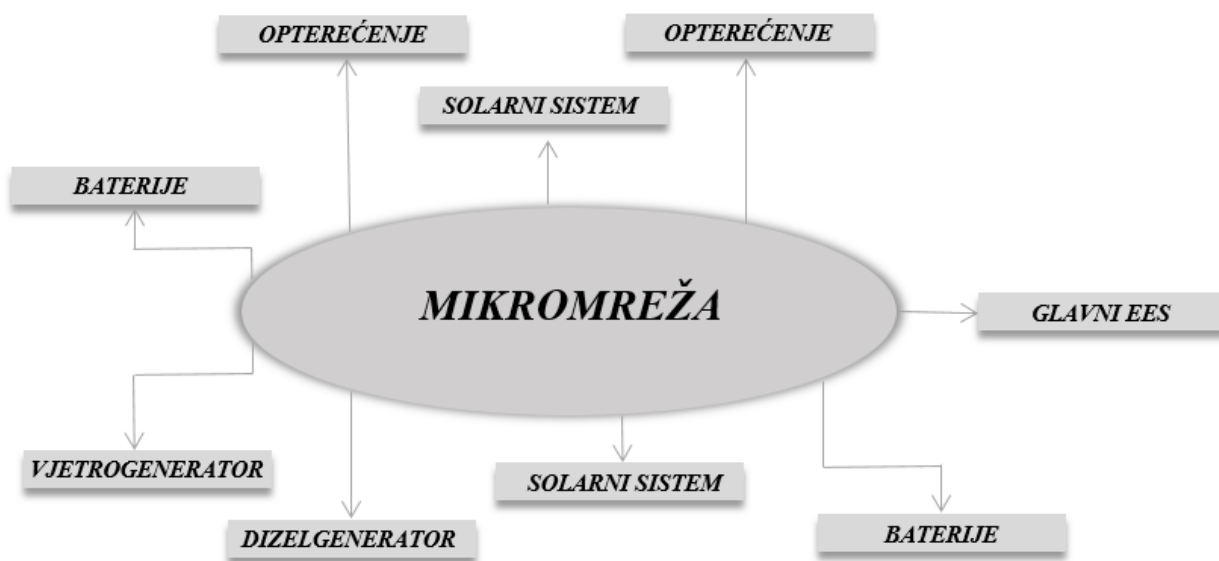 OPTEREĆENJE
OPTEREĆENJE
SOLARNI SISTEM
BATERIJE
MIKROMREŽA
GLAVNI EES
VJETROGENERATOR
SOLARNI SISTEM
DIZELGENERATOR
BATERIJE